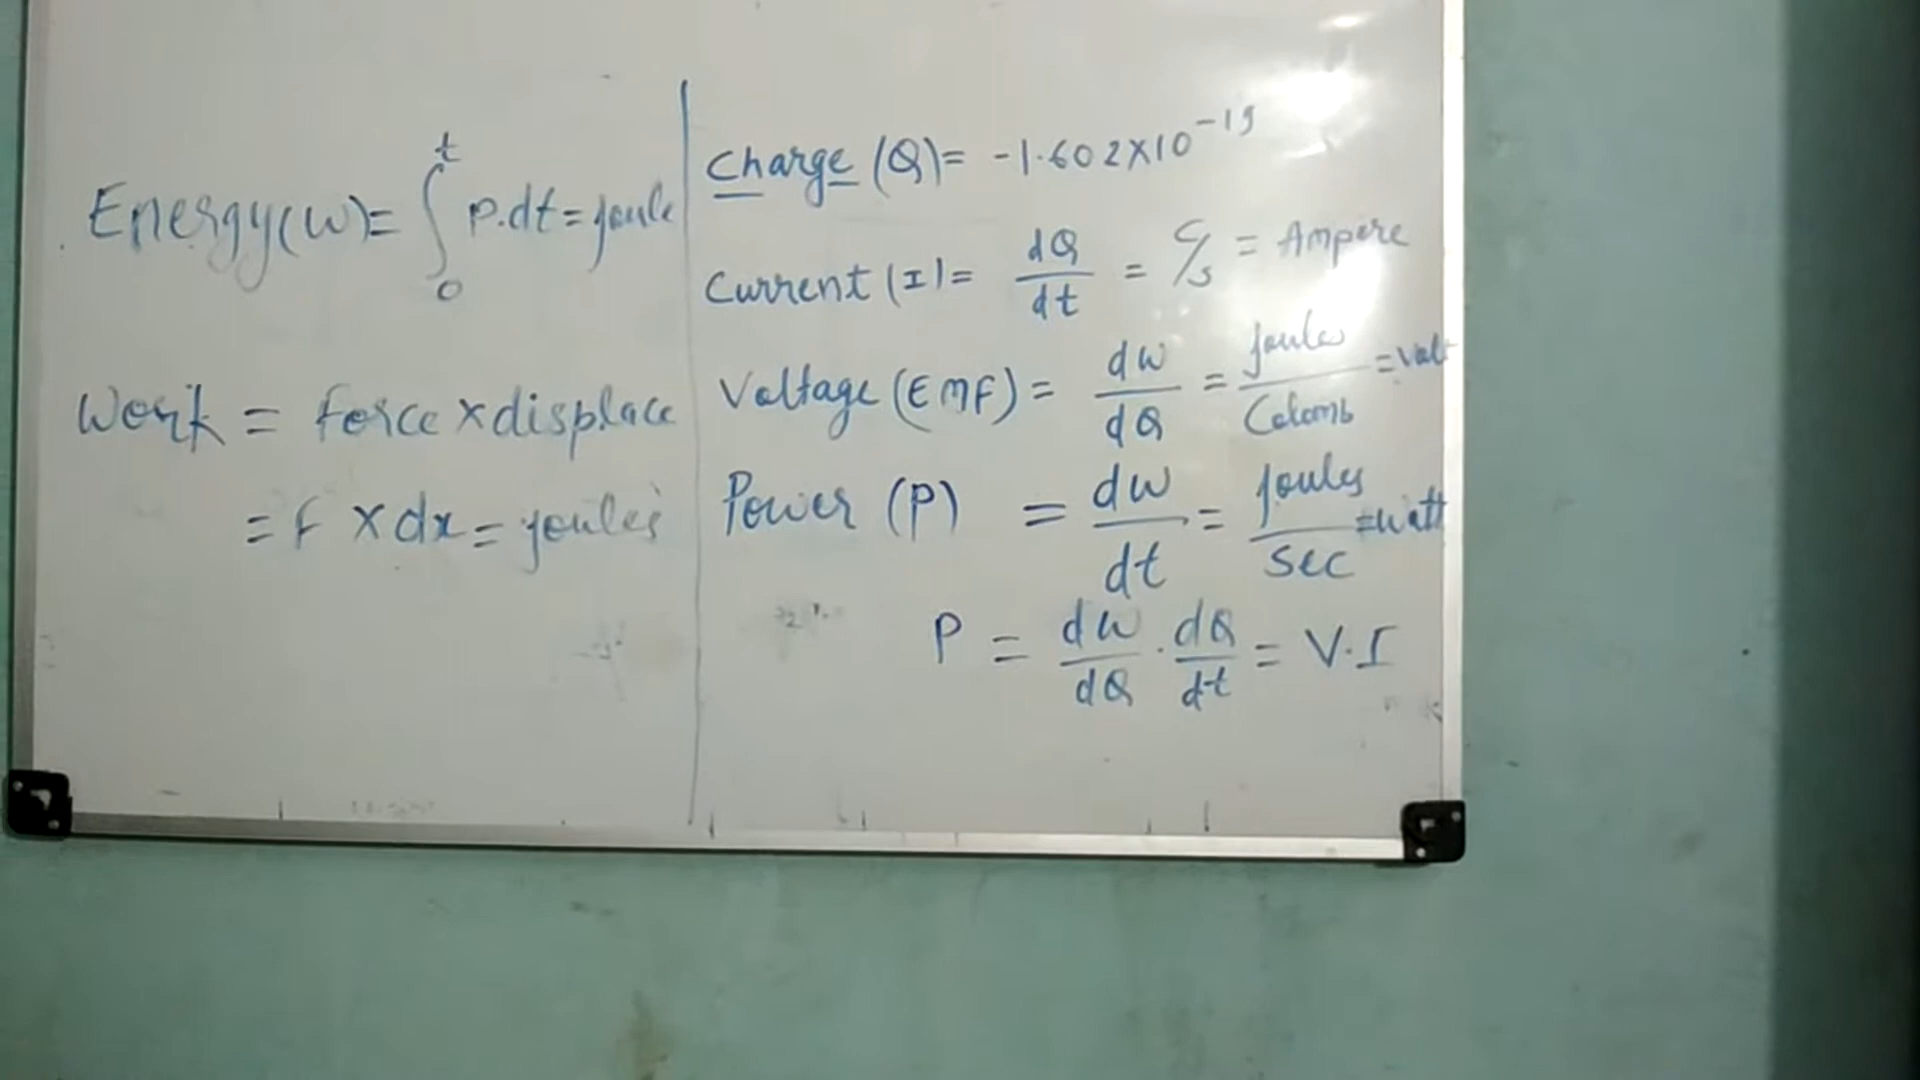 Energy(W) = ∫₀ᵗ P.dt = joule
Work = force × displace
= F × dx = joules
Charge (Q) = -1.602×10⁻¹⁹
Current (I) = dQ/dt = C/s = Ampere
Voltage (EMF) = dw/dQ = Joules/Colomb = Volt
Power (P) = dw/dt = Joules/sec = watt
P = dw/dQ . dQ/dt = V.I